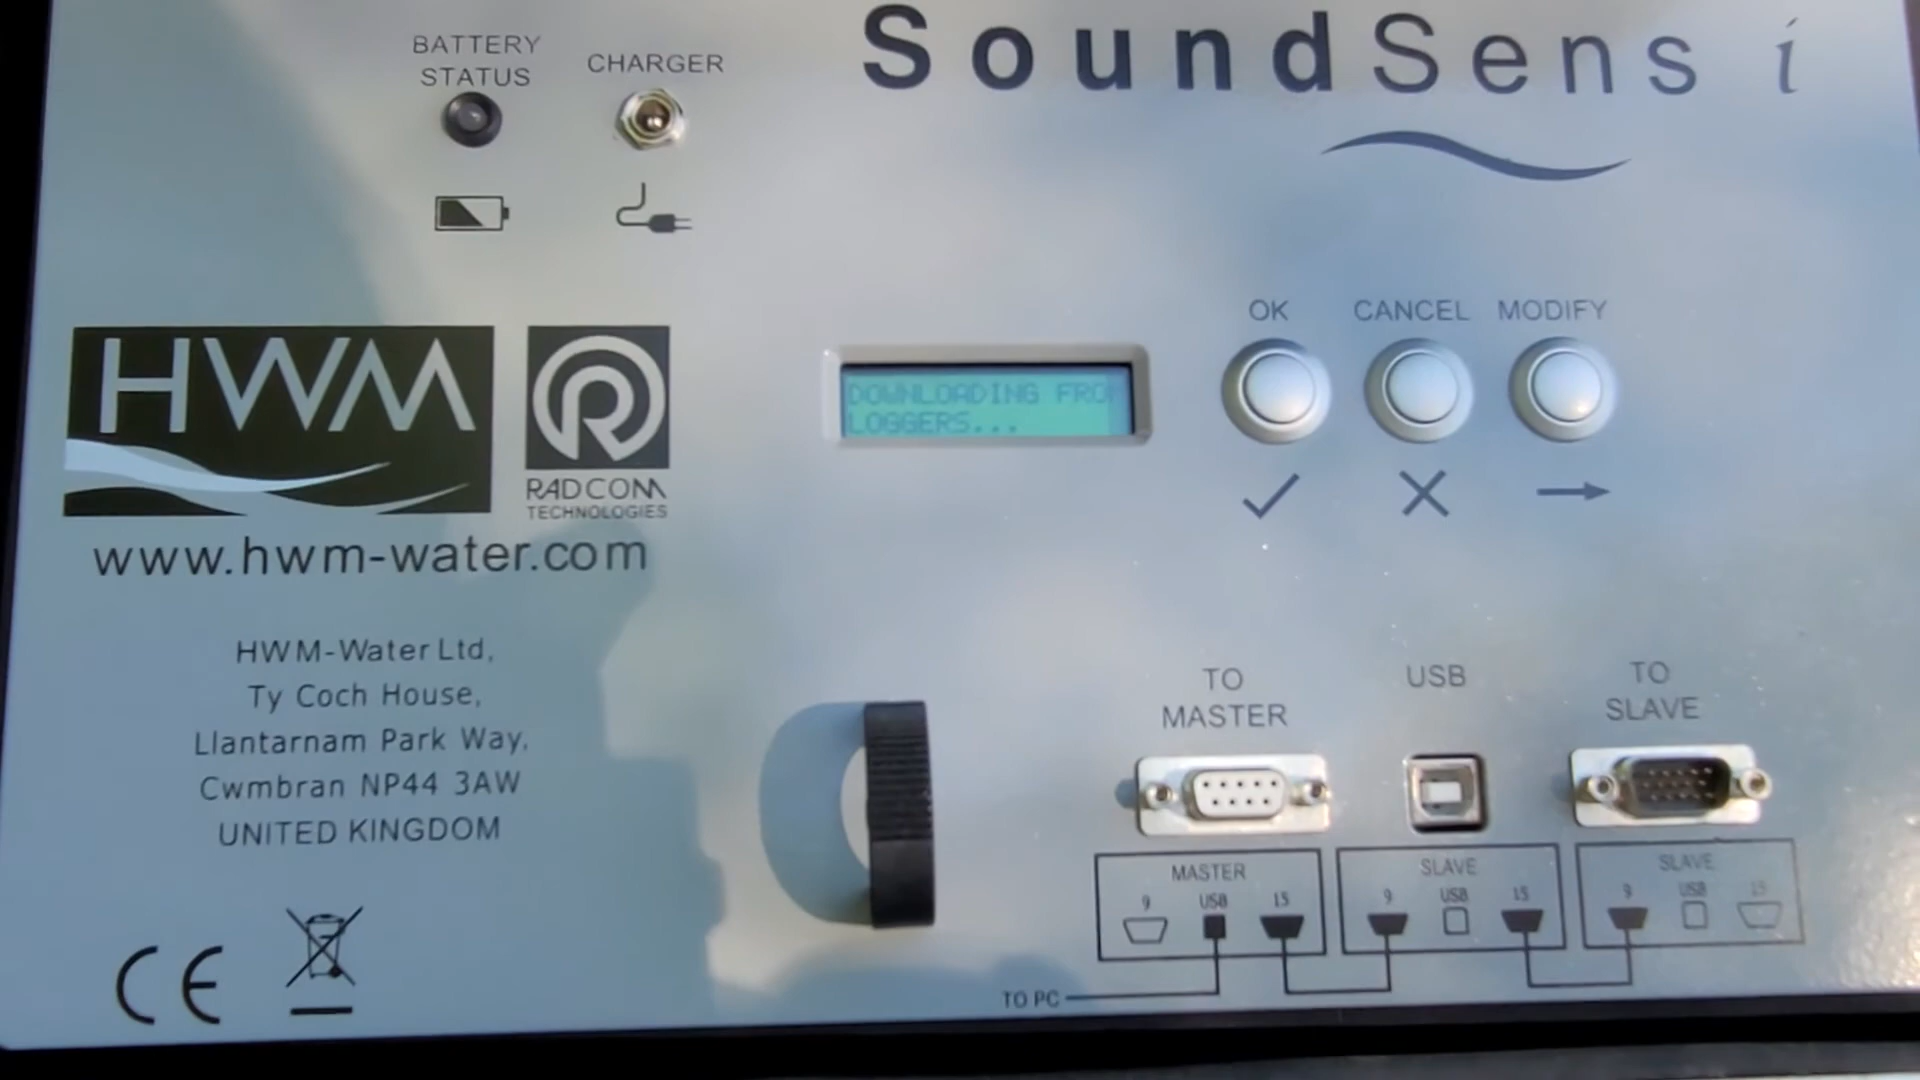 BATTERY
STATUS
CHARGER
SoundSens i
HWM
R
RADCOM
TECHNOLOGIES
www.hwm-water.com
HWM-Water Ltd,
Ty Coch House,
Llantarnam Park Way,
Cwmbran NP44 3AW
UNITED KINGDOM
CE
DOWNLOADING FRO
LOGGERS...
OK CANCEL MODIFY
TO
MASTER
USB
TO
SLAVE
MASTER
9 USB 15
SLAVE
9 USB 15
SLAVE
9 USB 15
TO PC